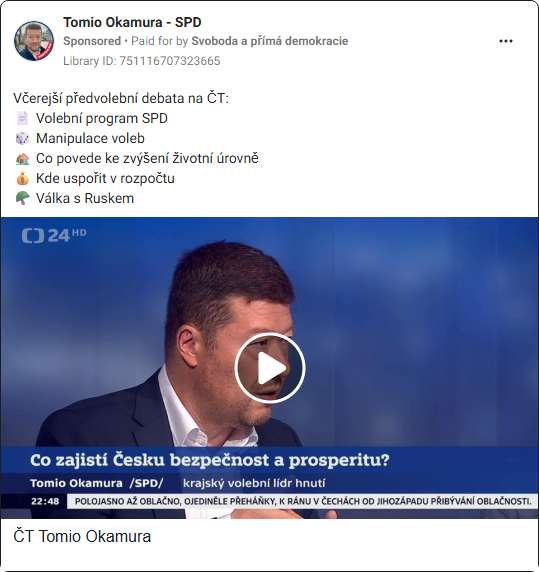 Tomio Okamura - SPD
Sponsored • Paid for by Svoboda a přímá demokracie
Library ID: 751116707323665
Včerejší předvolební debata na ČT:
Volební program SPD
Manipulace voleb
Co povede ke zvýšení životní úrovně
Kde uspořit v rozpočtu
Válka s Ruskem
24 HD
Co zajistí Česku bezpečnost a prosperitu?
Tomio Okamura /SPD/ krajský volební lídr hnutí
22:48 POLOJASNO AŽ OBLAČNO, OJEDINĚLE PŘEHÁŇKY, K RÁNU V ČECHÁCH OD JIHOZÁPADU PŘIBÝVÁNÍ OBLAČNOSTI.
ČT Tomio Okamura